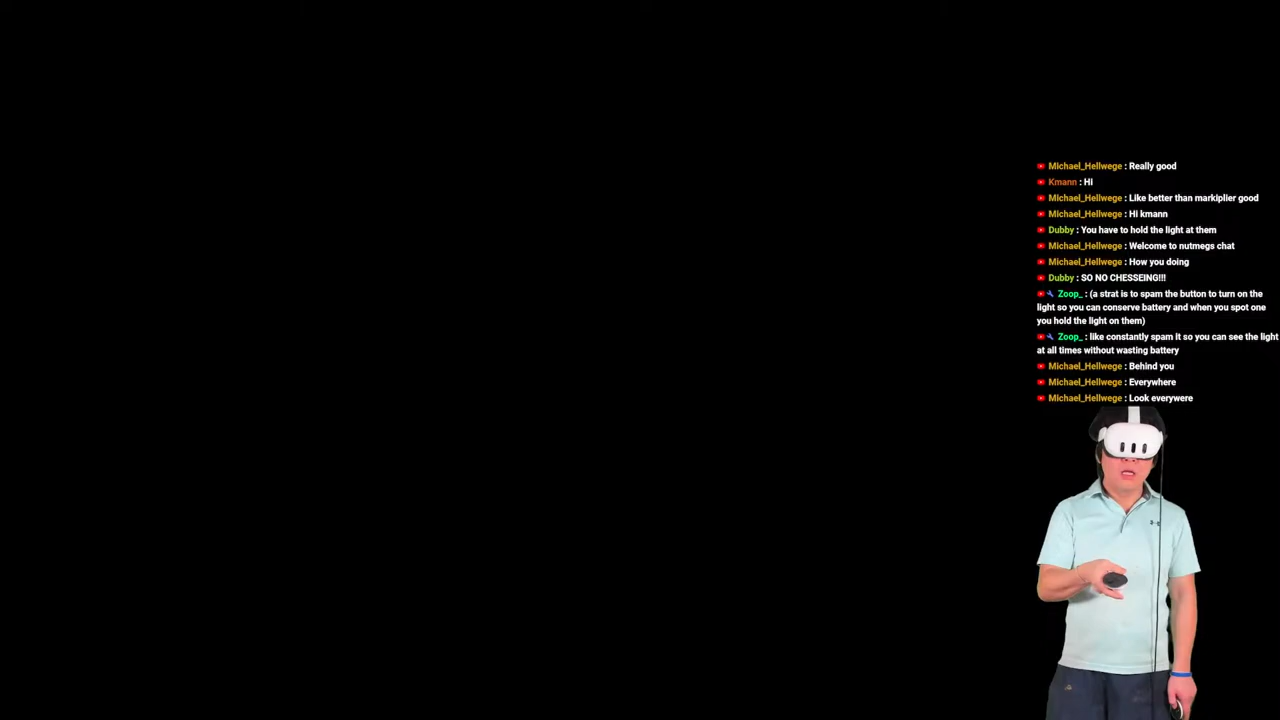 Michael_Hellwege : Really good
Kmann : Hi
Michael_Hellwege : Like better than markiplier good
Michael_Hellwege : Hi kmann
Dubby : You have to hold the light at them
Michael_Hellwege : Welcome to nutmegs chat
Michael_Hellwege : How you doing
Dubby : SO NO CHESSEING!!!
Zoop_ : (a strat is to spam the button to turn on the
light so you can conserve battery and when you spot one
you hold the light on them)
Zoop_ : like constantly spam it so you can see the light
at all times without wasting battery
Michael_Hellwege : Behind you
Michael_Hellwege : Everywhere
Michael_Hellwege : Look everywere